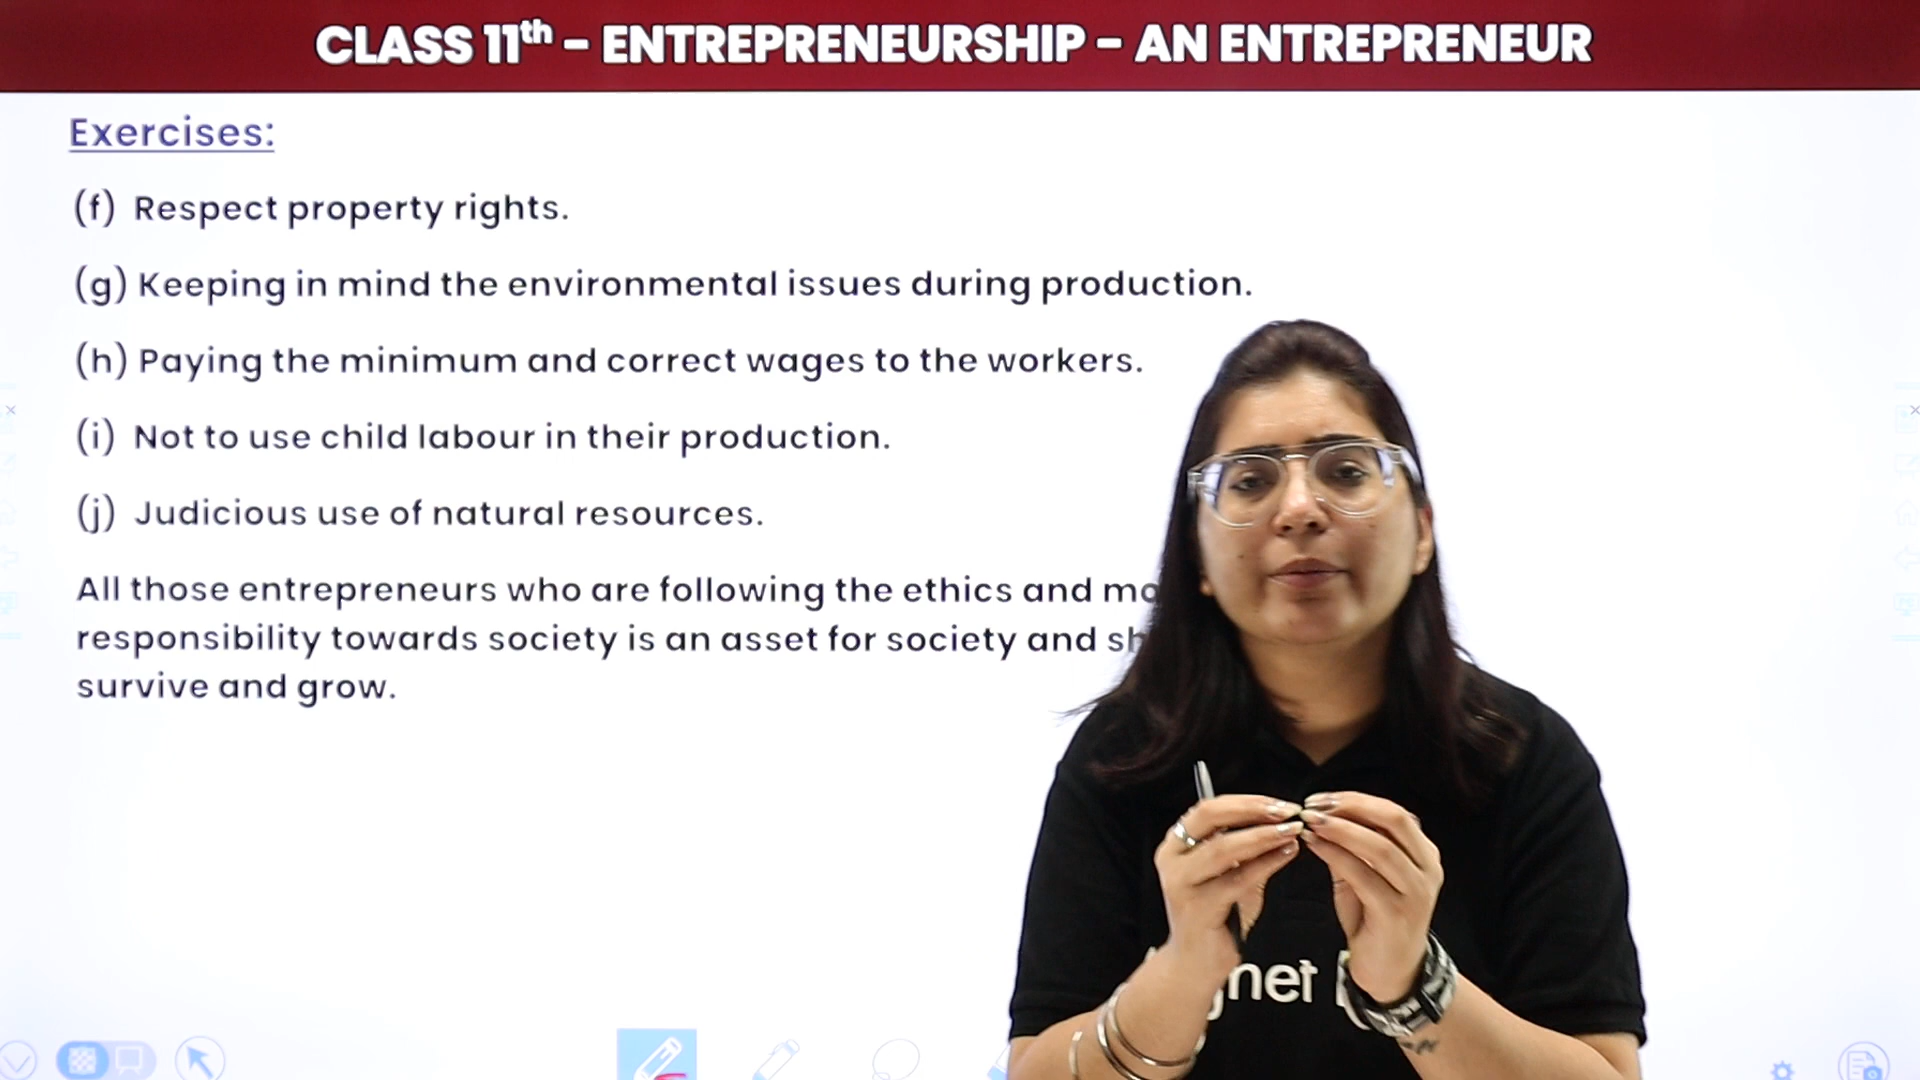 CLASS 11th – ENTREPRENEURSHIP – AN ENTREPRENEUR
Exercises:
(f) Respect property rights.
(g) Keeping in mind the environmental issues during production.
(h) Paying the minimum and correct wages to the workers.
(i) Not to use child labour in their production.
(j) Judicious use of natural resources.
All those entrepreneurs who are following the ethics and
responsibility towards society is an asset for society and
survive and grow.
net